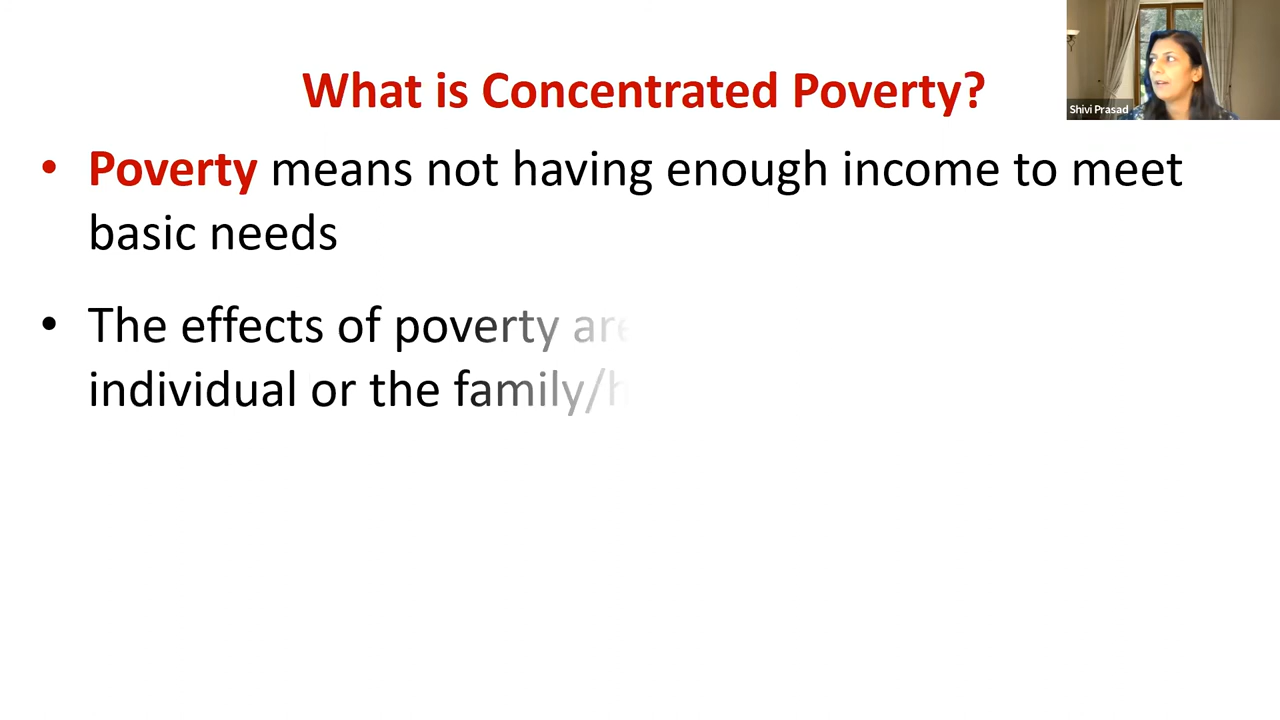 What is Concentrated Poverty?
Shivi Prasad
• Poverty means not having enough income to meet
basic needs
• The effects of poverty are
individual or the family/h